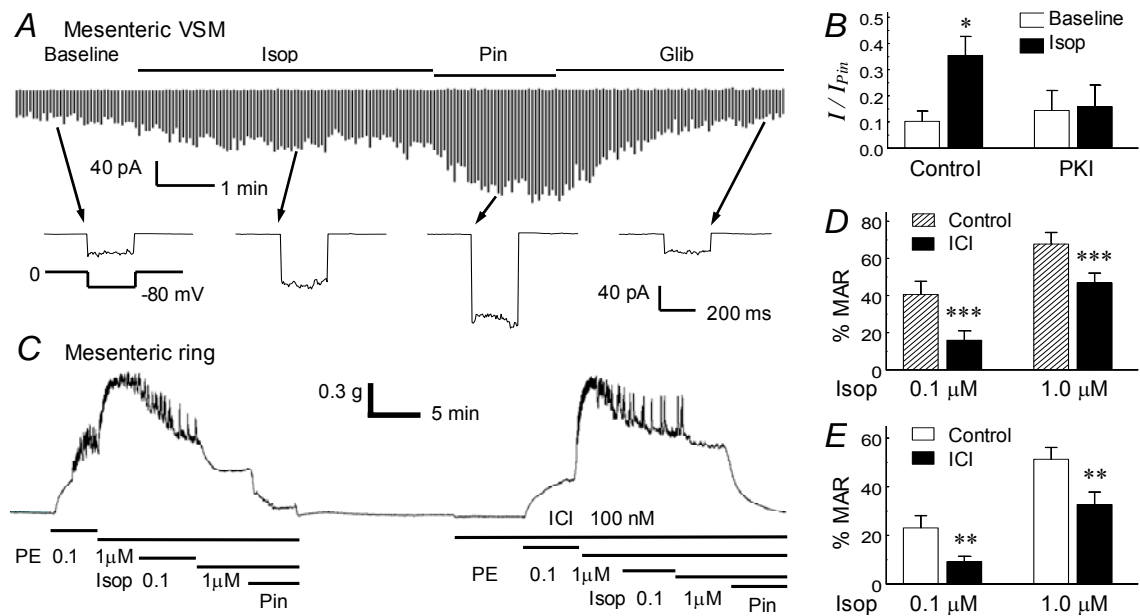 A Mesenteric VSM
Baseline Isop Pin Glib
40 pA
1 min
0
-80 mV
40 pA
200 ms
B
Baseline
Isop
*
I / I_Pin
0.5
0.4
0.3
0.2
0.1
0.0
Control PKI
C Mesenteric ring
0.3 g
5 min
ICI 100 nM
PE 0.1 1μM
Isop 0.1 1μM
Pin
PE 0.1 1μM
Isop 0.1 1μM
Pin
D
Control
ICI
% MAR
80
60
40
20
0
***
***
Isop 0.1 μM 1.0 μM
E
Control
ICI
% MAR
60
40
20
0
**
**
Isop 0.1 μM 1.0 μM